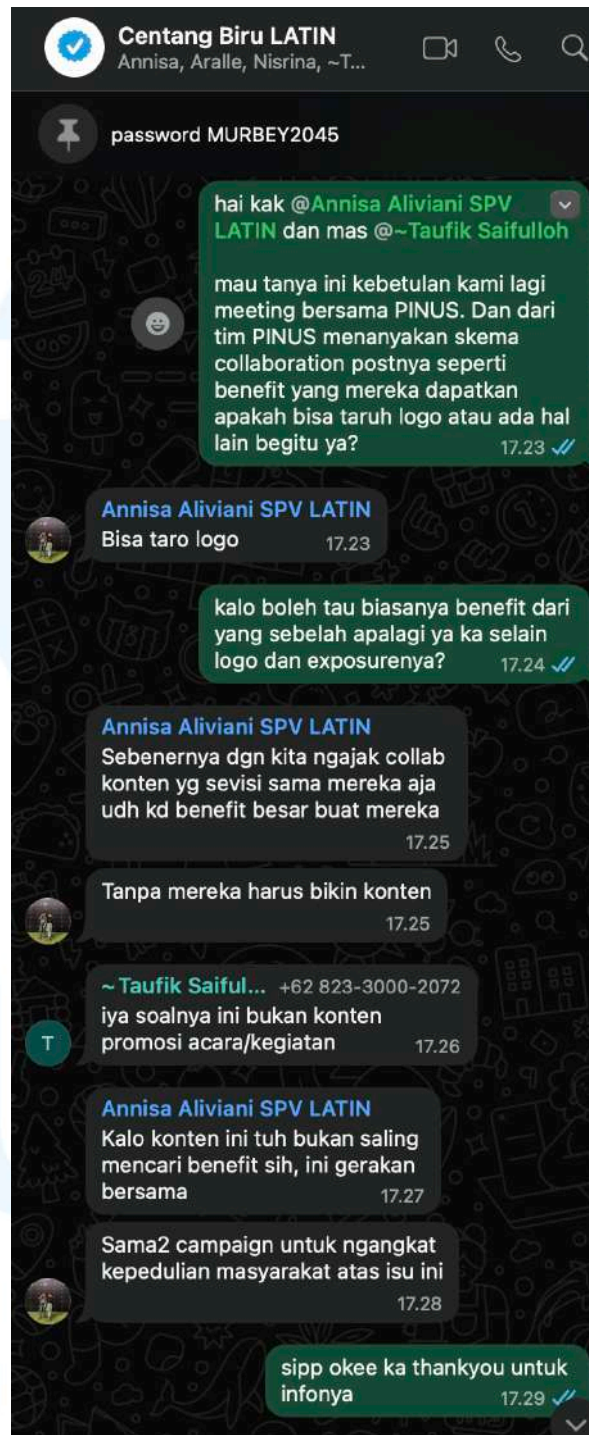 Centang Biru LATIN
Annisa, Aralle, Nisrina, ~T...
password MURBEY2045
hai kak @Annisa Aliviani SPV
LATIN dan mas @~Taufik Saifulloh
mau tanya ini kebetulan kami lagi
meeting bersama PINUS. Dan dari
tim PINUS menanyakan skema
collaboration postnya seperti
benefit yang mereka dapatkan
apakah bisa taruh logo atau ada hal
lain begitu ya?
17.23
Annisa Aliviani SPV LATIN
Bisa taro logo
17.23
kalo boleh tau biasanya benefit dari
yang sebelah apalagi ya ka selain
logo dan exposurenya?
17.24
Annisa Aliviani SPV LATIN
Sebenernya dgn kita ngajak collab
konten yg sevisi sama mereka aja
udh kd benefit besar buat mereka
17.25
Tanpa mereka harus bikin konten
17.25
~Taufik Saiful... +62 823-3000-2072
T
iya soalnya ini bukan konten
promosi acara/kegiatan
17.26
Annisa Aliviani SPV LATIN
Kalo konten ini tuh bukan saling
mencari benefit sih, ini gerakan
bersama
17.27
Sama2 campaign untuk ngangkat
kepedulian masyarakat atas isu ini
17.28
sipp okee ka thankyou untuk
infonya
17.29